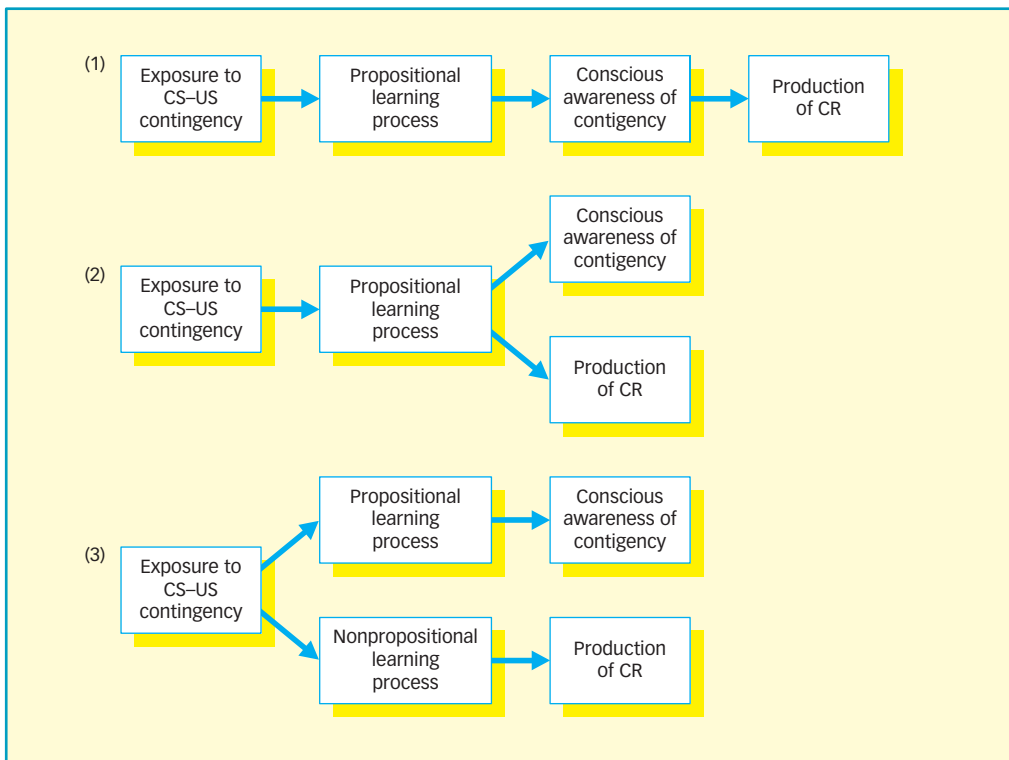 (1)
Exposure to
CS–US
contingency
Propositional
learning
process
Conscious
awareness of
contigency
Production
of CR
(2)
Exposure to
CS–US
contingency
Propositional
learning
process
Conscious
awareness of
contigency
Production
of CR
(3)
Exposure to
CS–US
contingency
Propositional
learning
process
Conscious
awareness of
contigency
Nonpropositional
learning
process
Production
of CR